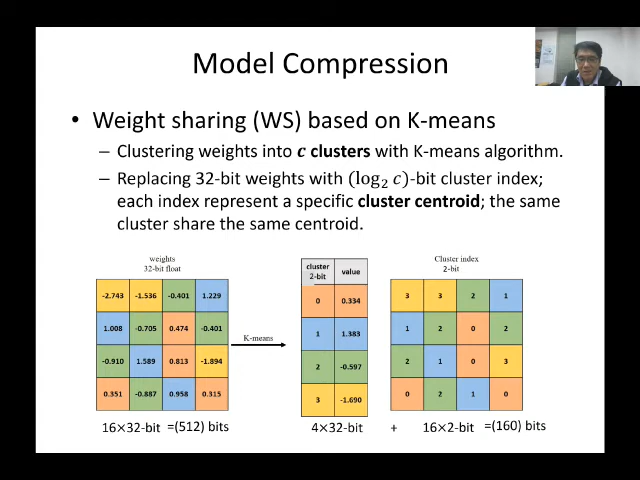 Model Compression
• Weight sharing (WS) based on K-means
– Clustering weights into c clusters with K-means algorithm.
– Replacing 32-bit weights with (log₂ c)-bit cluster index;
each index represent a specific cluster centroid; the same
cluster share the same centroid.
weights
32-bit float
-2.743 -1.536 -0.401 1.229
1.008 -0.705 0.474 -0.401
-0.910 1.589 0.813 -1.894
0.351 -0.887 0.958 0.315
16×32-bit =(512) bits
K-means
cluster
2-bit value
0 0.334
1 1.383
2 -0.597
3 -1.690
4×32-bit
+
Cluster index
2-bit
3 3 2 1
1 2 0 2
2 1 0 3
0 2 1 0
16×2-bit =(160) bits